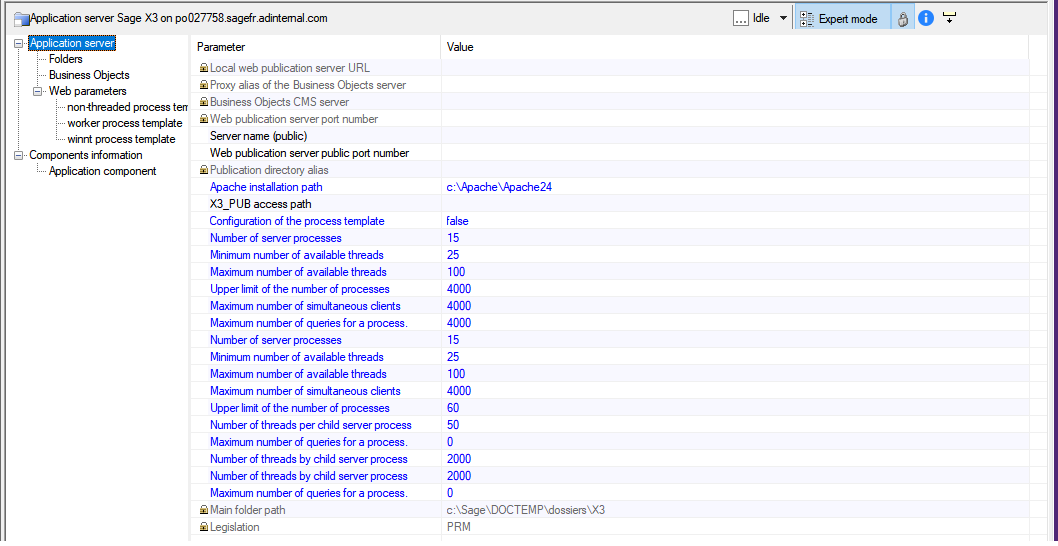 Application server Sage X3 on po027758.sagefr.adinternal.com
Idle
Expert mode
Application server
Folders
Business Objects
Web parameters
non-threaded process tem
worker process template
winnt process template
Components information
Application component
Parameter Value
Local web publication server URL
Proxy alias of the Business Objects server
Business Objects CMS server
Web publication server port number
Server name (public)
Web publication server public port number
Publication directory alias
Apache installation path c:\Apache\Apache24
X3_PUB access path
Configuration of the process template false
Number of server processes 15
Minimum number of available threads 25
Maximum number of available threads 100
Upper limit of the number of processes 4000
Maximum number of simultaneous clients 4000
Maximum number of queries for a process. 4000
Number of server processes 15
Minimum number of available threads 25
Maximum number of available threads 100
Maximum number of simultaneous clients 4000
Upper limit of the number of processes 60
Number of threads per child server process 50
Maximum number of queries for a process. 0
Number of threads by child server process 2000
Number of threads by child server process 2000
Maximum number of queries for a process. 0
Main folder path c:\Sage\DOCTEMP\dossiers\X3
Legislation PRM